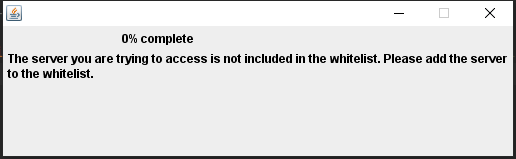 0% complete
The server you are trying to access is not included in the whitelist. Please add the server
to the whitelist.